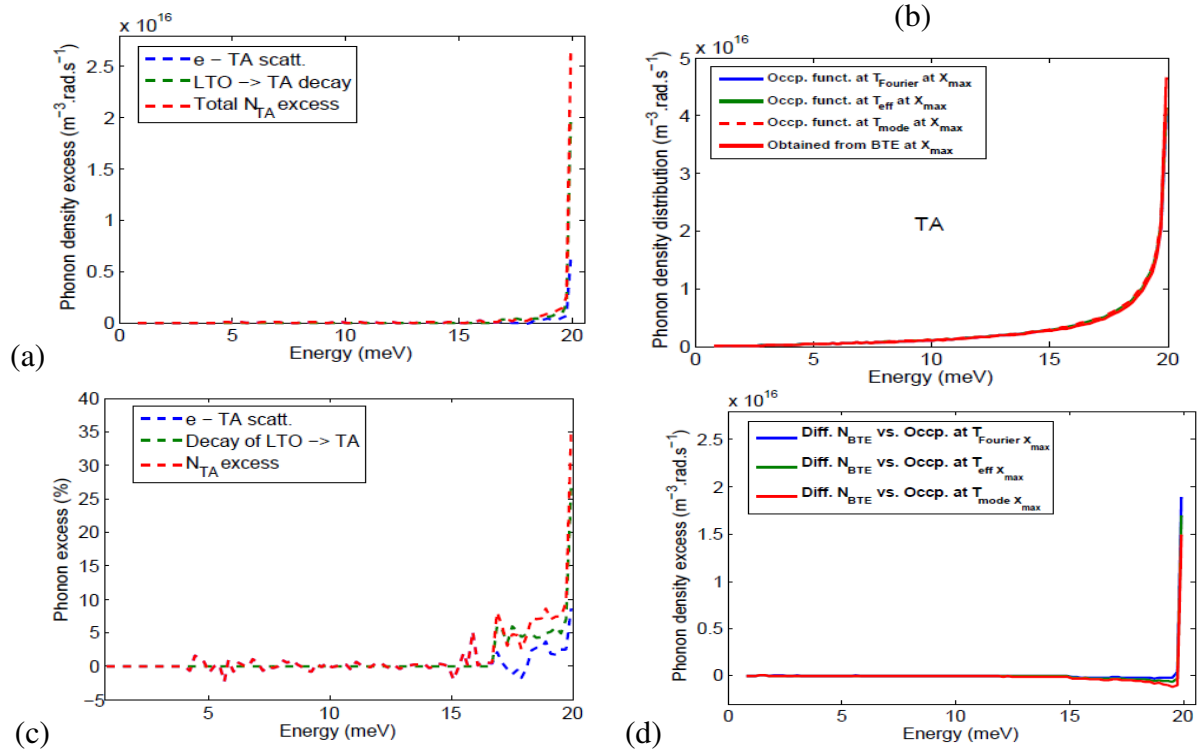 x 10^16
2.5
2
1.5
1
0.5
0
Phonon density excess (m−3.rad.s−1)
e − TA scatt.
LTO −> TA decay
Total N_TA excess
0 5 10 15 20
Energy (meV)
(a)
(b)
x 10^16
5
4
3
2
1
0
Phonon density distribution (m−3.rad.s−1)
Occp. funct. at T_Fourier at X_max
Occp. funct. at T_eff at X_max
Occp. funct. at T_mode at X_max
Obtained from BTE at X_max
TA
0 5 10 15 20
Energy (meV)
40
35
30
25
20
15
10
5
0
−5
Phonon excess (%)
e − TA scatt.
Decay of LTO −> TA
N_TA excess
5 10 15 20
Energy (meV)
(c)
x 10^16
2.5
2
1.5
1
0.5
0
Phonon density excess (m−3.rad.s−1)
Diff. N_BTE vs. Occp. at T_Fourier X_max
Diff. N_BTE vs. Occp. at T_eff X_max
Diff. N_BTE vs. Occp. at T_mode X_max
0 5 10 15 20
Energy (meV)
(d)